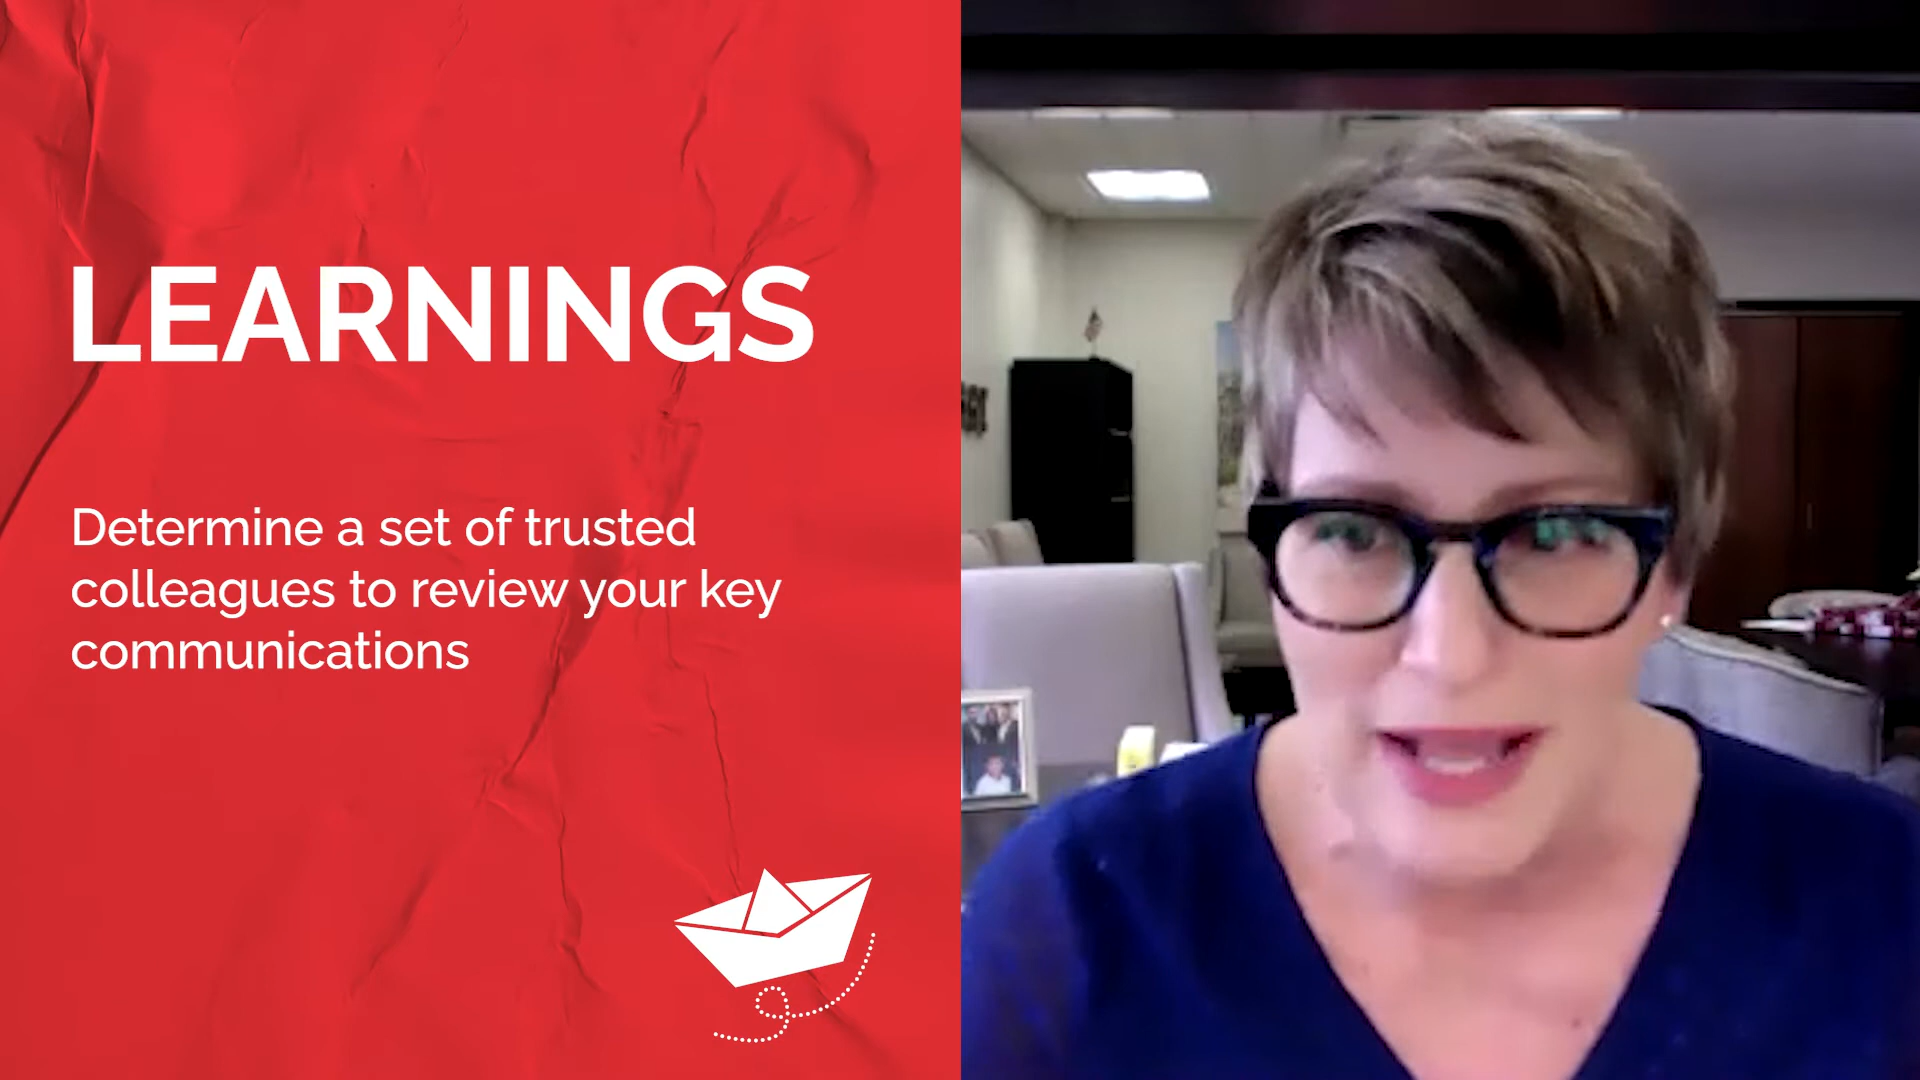 LEARNINGS
Determine a set of trusted
colleagues to review your key
communications